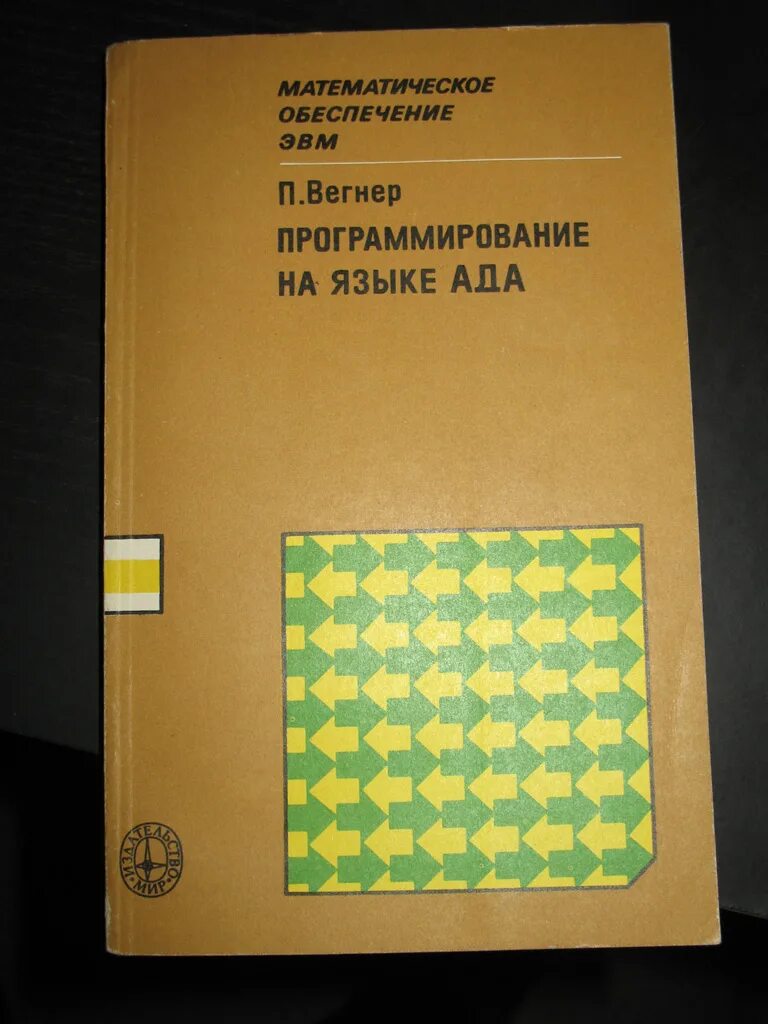 МАТЕМАТИЧЕСКОЕ
ОБЕСПЕЧЕНИЕ
ЭВМ
П.Вегнер
ПРОГРАММИРОВАНИЕ
НА ЯЗЫКЕ АДА
ИЗДАТЕЛЬСТВО
·МИР·